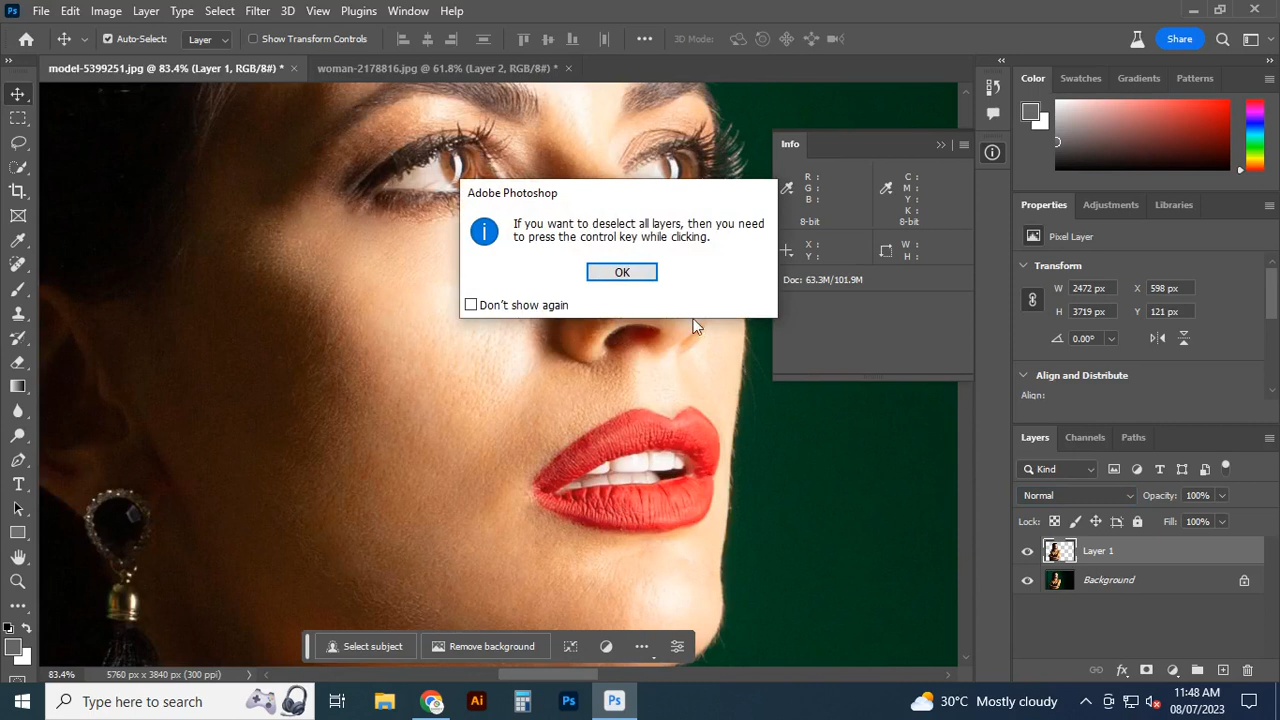 Ps File Edit Image Layer Type Select Filter 3D View Plugins Window Help
Auto-Select: Layer Show Transform Controls 3D Mode: Share
model-5399251.jpg @ 83.4% (Layer 1, RGB/8#) *
woman-2178816.jpg @ 61.8% (Layer 2, RGB/8#) *
Color Swatches Gradients Patterns
Info
R: C:
G: M:
B: Y:
K:
8-bit 8-bit
X: W:
Y: H:
Doc: 63.3M/101.9M
Adobe Photoshop
If you want to deselect all layers, then you need
to press the control key while clicking.
OK
Don't show again
Properties Adjustments Libraries
Pixel Layer
Transform
W 2472 px X 598 px
H 3719 px Y 121 px
0.00°
Align and Distribute
Align:
Layers Channels Paths
Kind
Normal Opacity: 100%
Lock: Fill: 100%
Layer 1
Background
Select subject Remove background
83.4% 5760 px x 3840 px (300 ppi)
Type here to search
Ai Ps Ps
30°C Mostly cloudy
11:48 AM
08/07/2023